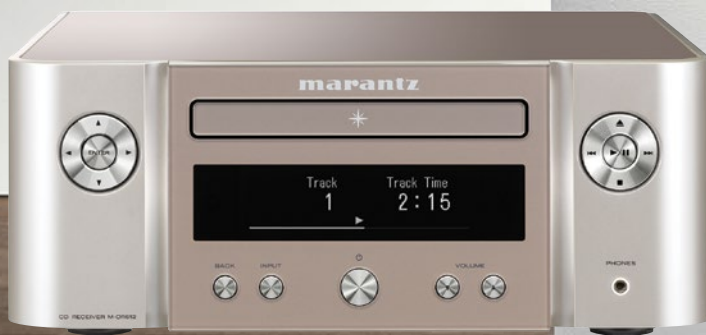 marantz
ENTER
Track Track Time
1 2:15
BACK INPUT
VOLUME
PHONES
CD RECEIVER M-CR612